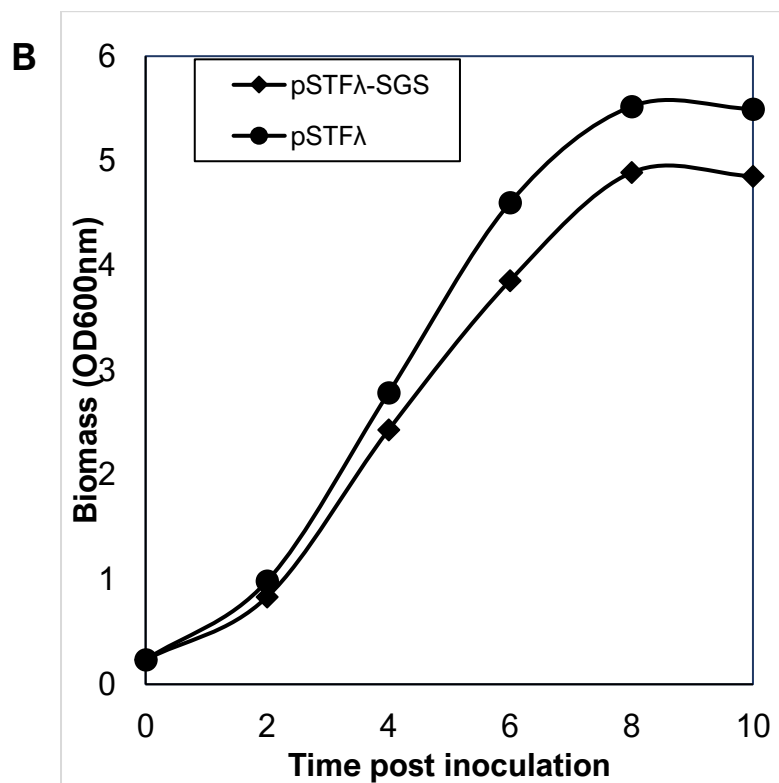 B
pSTFλ-SGS
pSTFλ
Biomass (OD600nm)
6
5
4
3
2
1
0
0 2 4 6 8 10
Time post inoculation